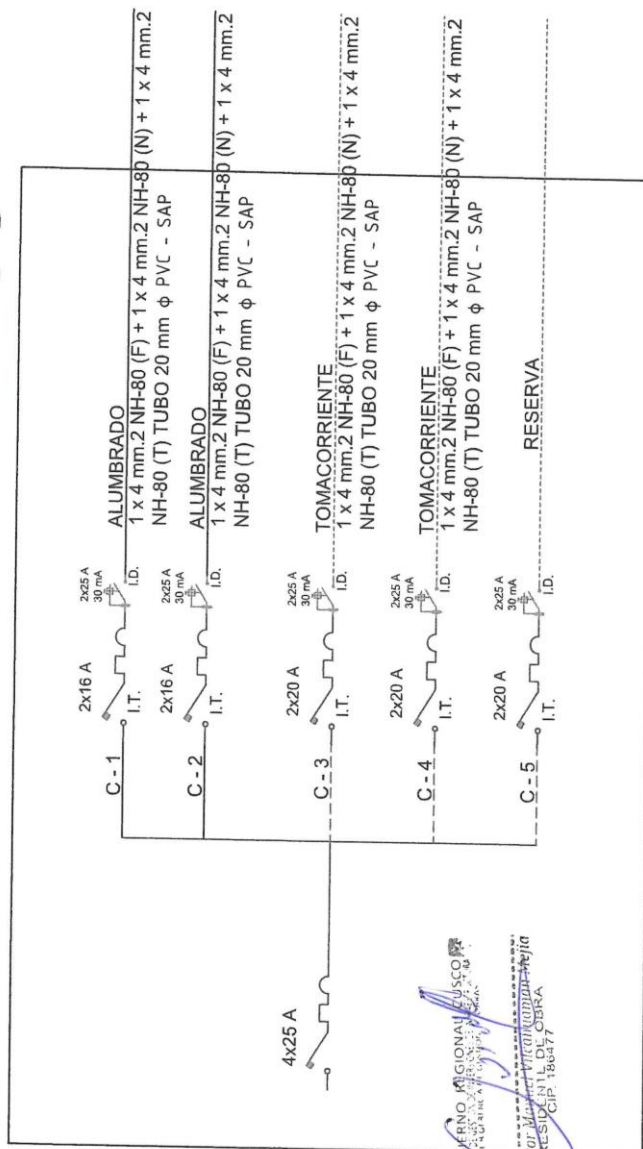 4x25 A
C - 1
2x16 A
I.T.
2x25 A
30 mA
I.D.
ALUMBRADO
1 x 4 mm.2 NH-80 (F) + 1 x 4 mm.2 NH-80 (N) + 1 x 4 mm.2
NH-80 (T) TUBO 20 mm ϕ PVC - SAP
C - 2
2x16 A
I.T.
2x25 A
30 mA
I.D.
ALUMBRADO
1 x 4 mm.2 NH-80 (F) + 1 x 4 mm.2 NH-80 (N) + 1 x 4 mm.2
NH-80 (T) TUBO 20 mm ϕ PVC - SAP
C - 3
2x20 A
I.T.
2x25 A
30 mA
I.D.
TOMACORRIENTE
1 x 4 mm.2 NH-80 (F) + 1 x 4 mm.2 NH-80 (N) + 1 x 4 mm.2
NH-80 (T) TUBO 20 mm ϕ PVC - SAP
C - 4
2x20 A
I.T.
2x25 A
30 mA
I.D.
TOMACORRIENTE
1 x 4 mm.2 NH-80 (F) + 1 x 4 mm.2 NH-80 (N) + 1 x 4 mm.2
NH-80 (T) TUBO 20 mm ϕ PVC - SAP
C - 5
2x20 A
I.T.
2x25 A
30 mA
I.D.
RESERVA
ERNO REGIONAL CUSCO
Mejia
RESIDENTE DE OBRA
CIP. 186477